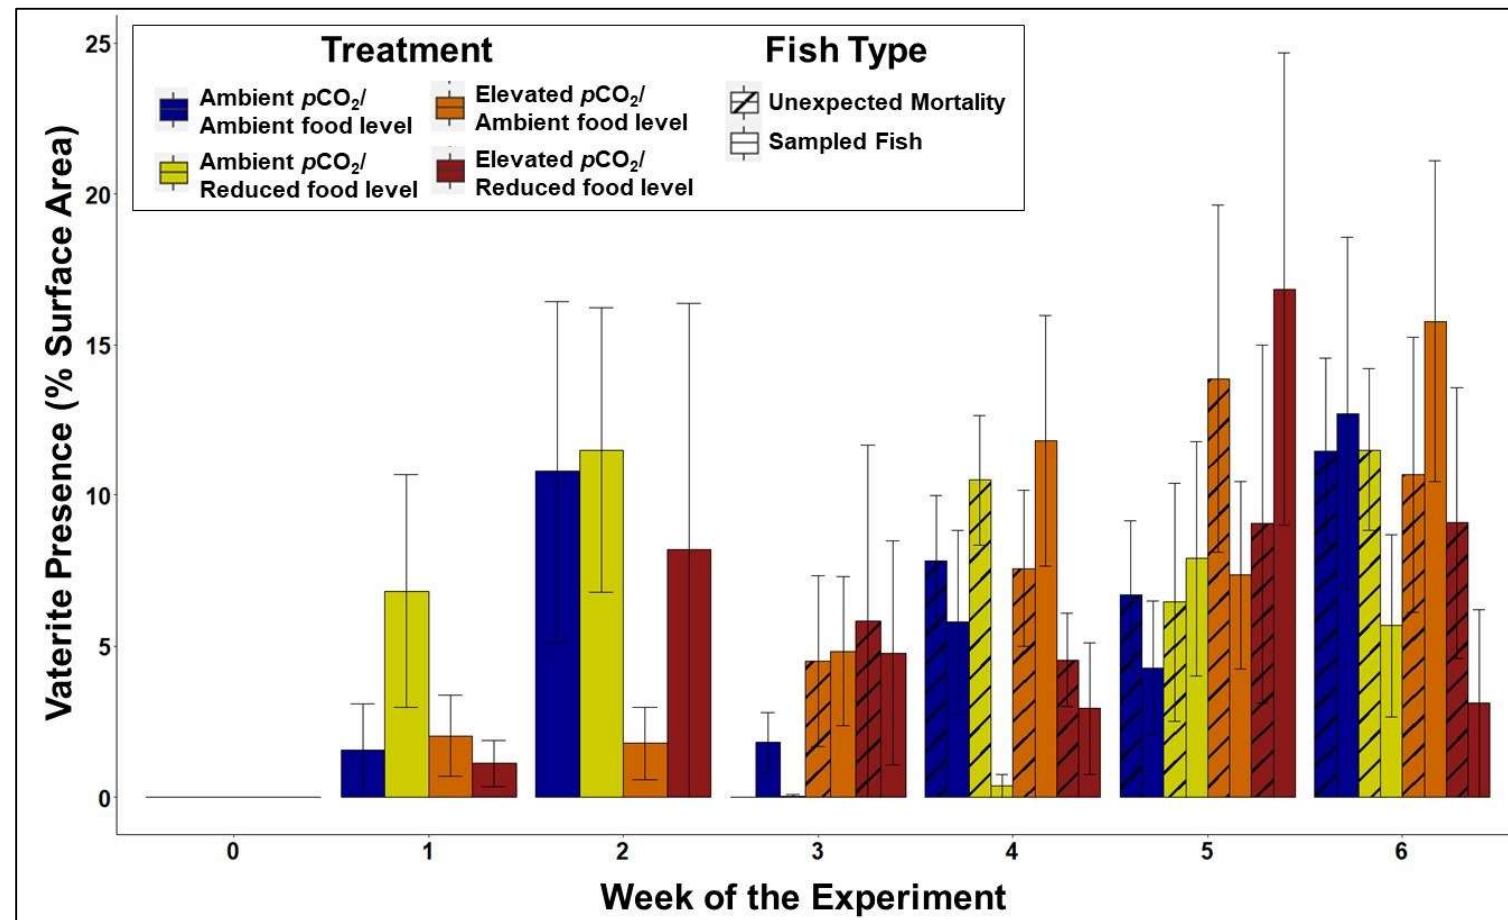 Treatment
Fish Type
Ambient pCO₂/
Ambient food level
Elevated pCO₂/
Ambient food level
Unexpected Mortality
Ambient pCO₂/
Reduced food level
Elevated pCO₂/
Reduced food level
Sampled Fish
Vaterite Presence (% Surface Area)
25
20
15
10
5
0
0 1 2 3 4 5 6
Week of the Experiment